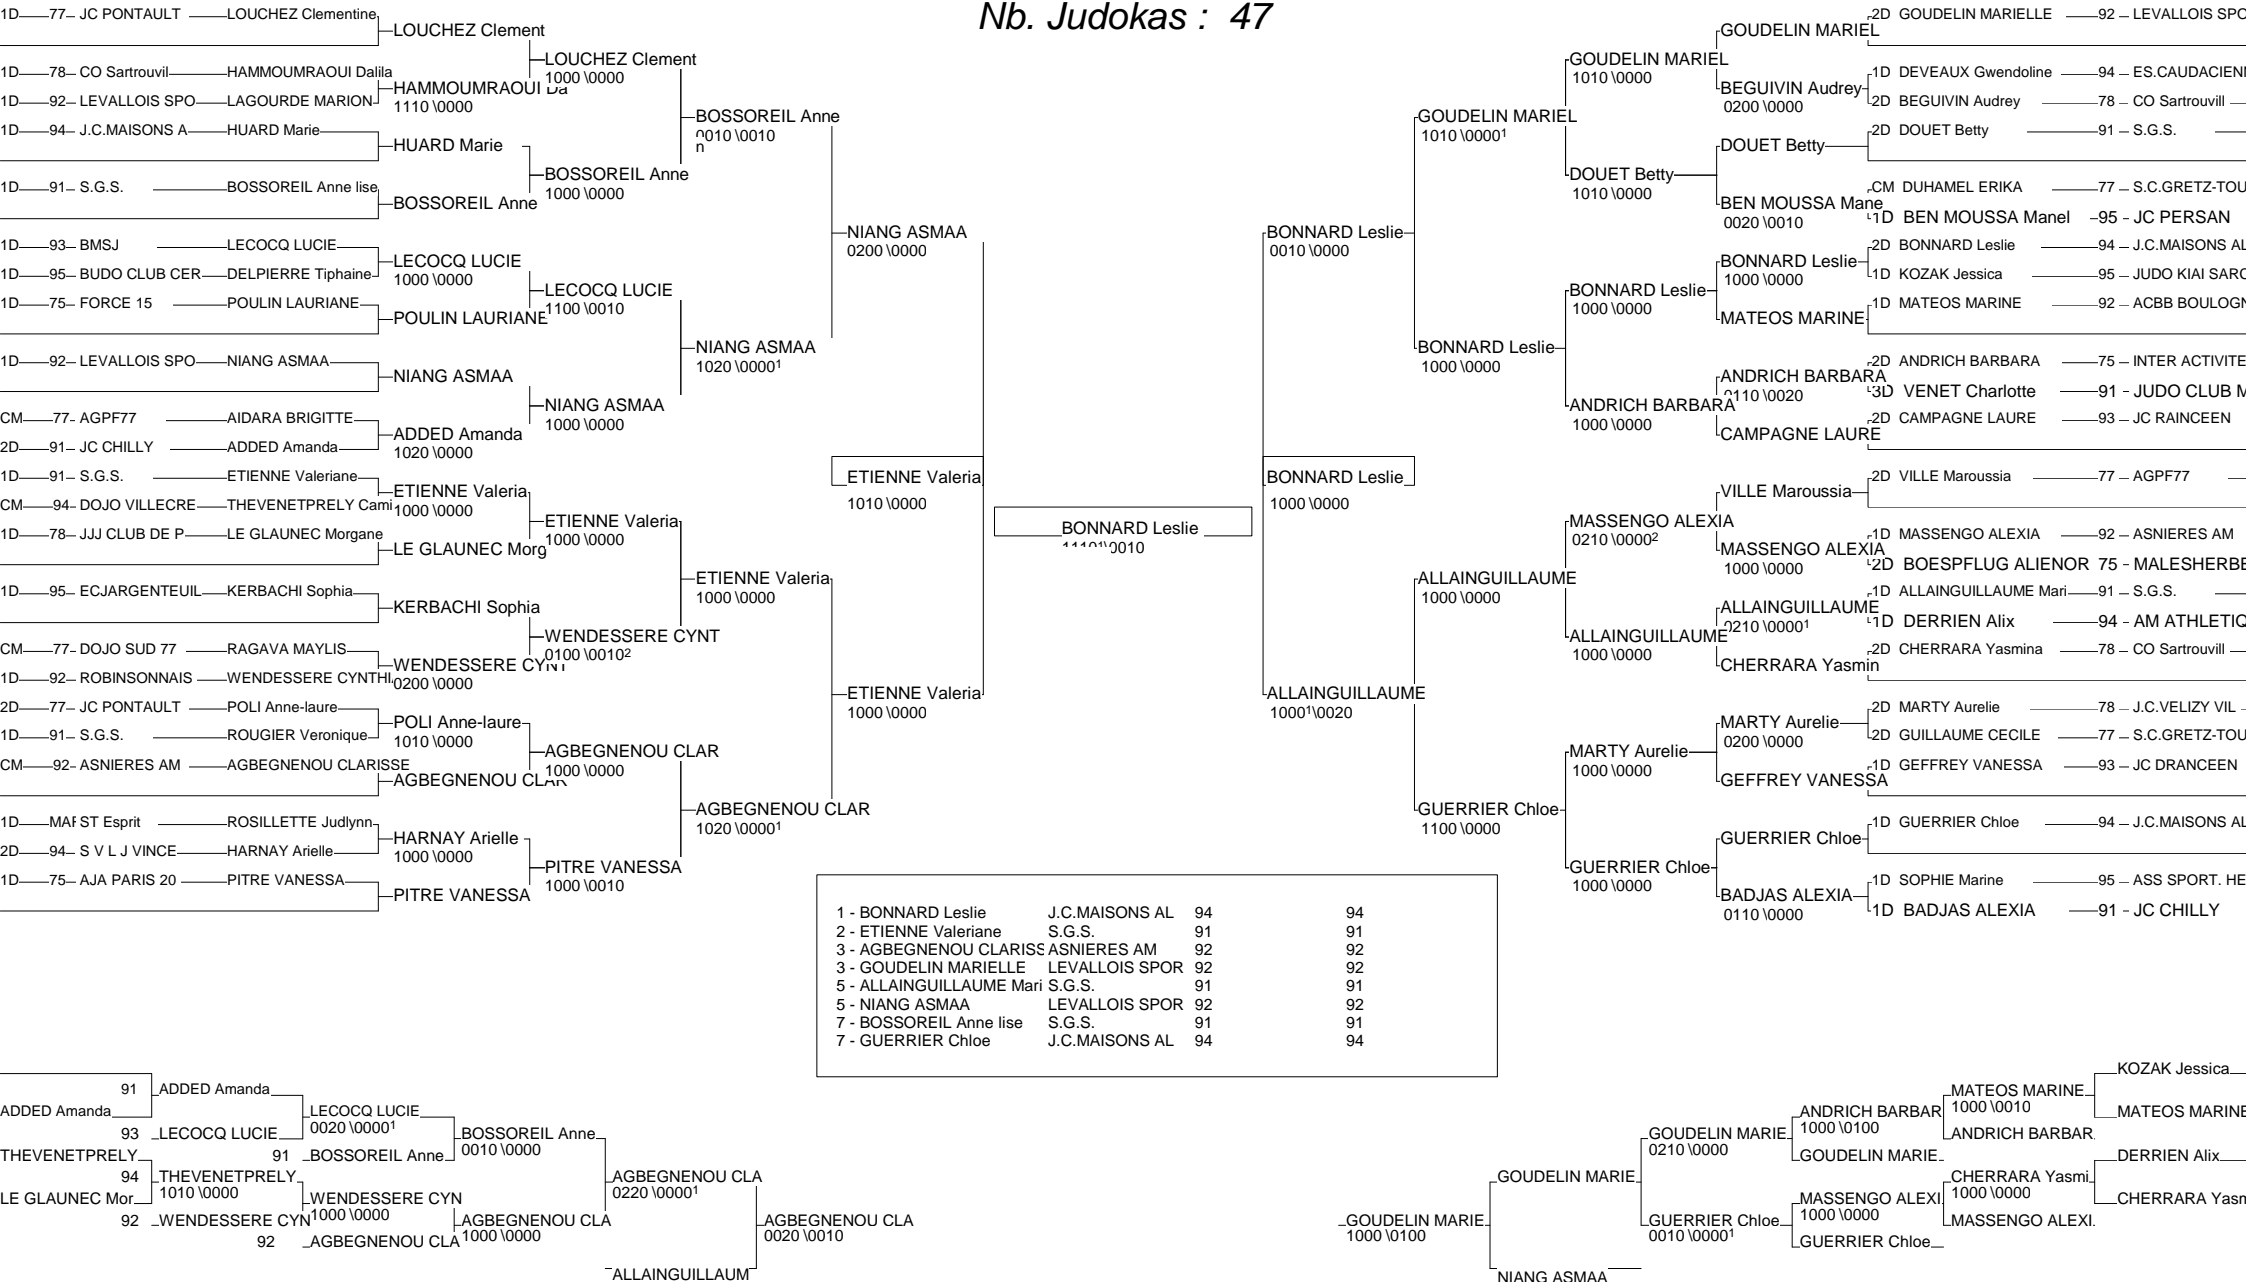 Nb. Judokas : 47
1D 77 JC PONTAULT LOUCHEZ Clementine
1D 78 CO Sartrouvil HAMMOUMRAOUI Dalila
1D 92 LEVALLOIS SPO LAGOURDE MARION
1D 94 J.C.MAISONS A HUARD Marie
1D 91 S.G.S. BOSSOREIL Anne lise
1D 93 BMSJ LECOCQ LUCIE
1D 95 BUDO CLUB CER DELPIERRE Tiphaine
1D 75 FORCE 15 POULIN LAURIANE
1D 92 LEVALLOIS SPO NIANG ASMAA
CM 77 AGPF77 AIDARA BRIGITTE
2D 91 JC CHILLY ADDED Amanda
1D 91 S.G.S. ETIENNE Valeriane
CM 94 DOJO VILLECRE THEVENETPRELY Cami
1D 78 JJJ CLUB DE P LE GLAUNEC Morgane
1D 95 ECJARGENTEUIL KERBACHI Sophia
CM 77 DOJO SUD 77 RAGAVA MAYLIS
1D 92 ROBINSONNAIS WENDESSERE CYNTHI
2D 77 JC PONTAULT POLI Anne-laure
1D 91 S.G.S. ROUGIER Veronique
CM 92 ASNIERES AM AGBEGNENOU CLARISSE
1D MAR ST Esprit ROSILLETTE Judlynn
2D 94 S V L J VINCE HARNAY Arielle
1D 75 AJA PARIS 20 PITRE VANESSA
LOUCHEZ Clement
HAMMOUMRAOUI Da
1110 \0000
HUARD Marie
BOSSOREIL Anne
LECOCQ LUCIE
1000 \0000
POULIN LAURIANE
NIANG ASMAA
ADDED Amanda
1020 \0000
ETIENNE Valeria
1000 \0000
LE GLAUNEC Morg
KERBACHI Sophia
WENDESSERE CYNT
0200 \0000
POLI Anne-laure
1010 \0000
AGBEGNENOU CLAR
HARNAY Arielle
1000 \0000
PITRE VANESSA
LOUCHEZ Clement
1000 \0000
BOSSOREIL Anne
1000 \0000
LECOCQ LUCIE
1100 \0010
NIANG ASMAA
1000 \0000
ETIENNE Valeria
1000 \0000
WENDESSERE CYNT
0100 \0010²
AGBEGNENOU CLAR
1000 \0000
PITRE VANESSA
1000 \0010
BOSSOREIL Anne
0010 \0010
n
NIANG ASMAA
1020 \0000¹
ETIENNE Valeria
1000 \0000
AGBEGNENOU CLAR
1020 \0000¹
NIANG ASMAA
0200 \0000
ETIENNE Valeria
1010 \0000
ETIENNE Valeria
1000 \0000
BONNARD Leslie
1110¹\0010
BONNARD Leslie
0010 \0000
BONNARD Leslie
1000 \0000
ALLAINGUILLAUME
1000¹\0020
GOUDELIN MARIEL
1010 \0000¹
BONNARD Leslie
1000 \0000
ALLAINGUILLAUME
1000 \0000
GUERRIER Chloe
1100 \0000
GOUDELIN MARIEL
1010 \0000
DOUET Betty
1010 \0000
BONNARD Leslie
1000 \0000
ANDRICH BARBARA
1000 \0000
MASSENGO ALEXIA
0210 \0000²
ALLAINGUILLAUME
1000 \0000
MARTY Aurelie
1000 \0000
GUERRIER Chloe
1000 \0000
GOUDELIN MARIEL
BEGUIVIN Audrey
0200 \0000
DOUET Betty
BEN MOUSSA Mane
0020 \0010
BONNARD Leslie
1000 \0000
MATEOS MARINE
ANDRICH BARBARA
0110 \0020
CAMPAGNE LAURE
VILLE Maroussia
MASSENGO ALEXIA
1000 \0000
ALLAINGUILLAUME
0210 \0000¹
CHERRARA Yasmin
MARTY Aurelie
0200 \0000
GEFFREY VANESSA
GUERRIER Chloe
BADJAS ALEXIA
0110 \0000
2D GOUDELIN MARIELLE 92 LEVALLOIS SPO
1D DEVEAUX Gwendoline 94 ES.CAUDACIEN
2D BEGUIVIN Audrey 78 CO Sartrouvill
2D DOUET Betty 91 S.G.S.
CM DUHAMEL ERIKA 77 S.C.GRETZ-TOU
1D BEN MOUSSA Manel 95 JC PERSAN
2D BONNARD Leslie 94 J.C.MAISONS AL
1D KOZAK Jessica 95 JUDO KIAI SARC
1D MATEOS MARINE 92 ACBB BOULOGN
2D ANDRICH BARBARA 75 INTER ACTIVITE
3D VENET Charlotte 91 JUDO CLUB M
2D CAMPAGNE LAURE 93 JC RAINCEEN
2D VILLE Maroussia 77 AGPF77
1D MASSENGO ALEXIA 92 ASNIERES AM
2D BOESPFLUG ALIENOR 75 MALESHERBE
1D ALLAINGUILLAUME Mari 91 S.G.S.
1D DERRIEN Alix 94 AM ATHLETIQ
2D CHERRARA Yasmina 78 CO Sartrouvill
2D MARTY Aurelie 78 J.C.VELIZY VIL
2D GUILLAUME CECILE 77 S.C.GRETZ-TOU
1D GEFFREY VANESSA 93 JC DRANCEEN
1D GUERRIER Chloe 94 J.C.MAISONS AL
1D SOPHIE Marine 95 ASS SPORT. HE
1D BADJAS ALEXIA 91 JC CHILLY
1 - BONNARD Leslie J.C.MAISONS AL 94 94
2 - ETIENNE Valeriane S.G.S. 91 91
3 - AGBEGNENOU CLARISS ASNIERES AM 92 92
3 - GOUDELIN MARIELLE LEVALLOIS SPOR 92 92
5 - ALLAINGUILLAUME Mari S.G.S. 91 91
5 - NIANG ASMAA LEVALLOIS SPOR 92 92
7 - BOSSOREIL Anne lise S.G.S. 91 91
7 - GUERRIER Chloe J.C.MAISONS AL 94 94
91 ADDED Amanda
ADDED Amanda
93 LECOCQ LUCIE
THEVENETPRELY
94 THEVENETPRELY
1010 \0000
LE GLAUNEC Mor
92 WENDESSERE CYN
LECOCQ LUCIE
0020 \0000¹
91 BOSSOREIL Anne
WENDESSERE CYN
1000 \0000
92 AGBEGNENOU CLA
BOSSOREIL Anne
0010 \0000
AGBEGNENOU CLA
1000 \0000
AGBEGNENOU CLA
0220 \0000¹
ALLAINGUILLAUM
AGBEGNENOU CLA
0020 \0010
GOUDELIN MARIE
1000 \0100
GOUDELIN MARIE
NIANG ASMAA
GOUDELIN MARIE
0210 \0000
GUERRIER Chloe
0010 \0000¹
ANDRICH BARBAR
1000 \0100
GOUDELIN MARIE
MASSENGO ALEXI
1000 \0000
GUERRIER Chloe
MATEOS MARINE
1000 \0010
ANDRICH BARBAR
CHERRARA Yasmi
1000 \0000
MASSENGO ALEXI
KOZAK Jessica
MATEOS MARINE
DERRIEN Alix
CHERRARA Yasm